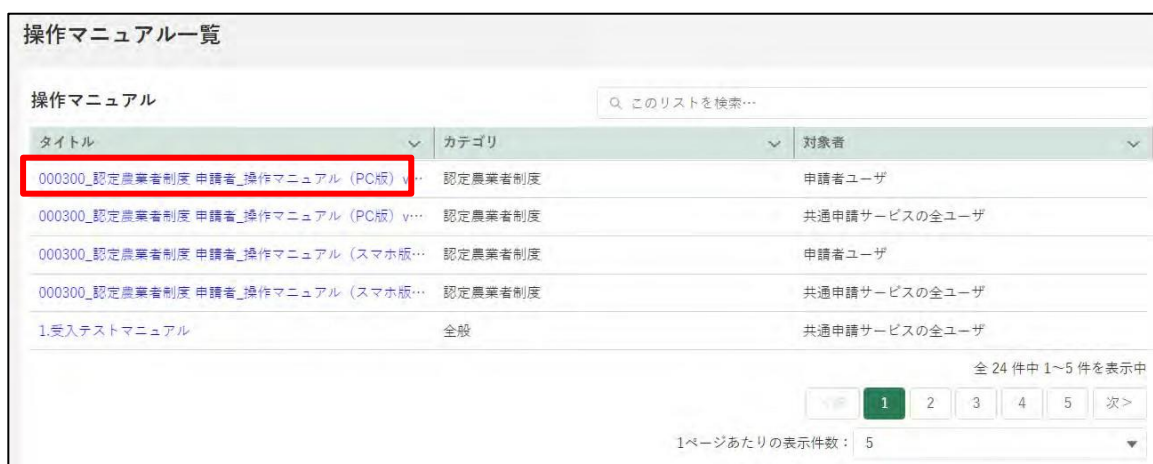 操作マニュアル一覧
操作マニュアル
このリストを検索…
タイトル カテゴリ 対象者
000300_認定農業者制度 申請者_操作マニュアル（PC版）v… 認定農業者制度 申請者ユーザ
000300_認定農業者制度 申請者_操作マニュアル（PC版）v… 認定農業者制度 共通申請サービスの全ユーザ
000300_認定農業者制度 申請者_操作マニュアル（スマホ版… 認定農業者制度 申請者ユーザ
000300_認定農業者制度 申請者_操作マニュアル（スマホ版… 認定農業者制度 共通申請サービスの全ユーザ
1.受入テストマニュアル 全般 共通申請サービスの全ユーザ
全 24 件中 1～5 件を表示中
1 2 3 4 5 次＞
1ページあたりの表示件数： 5